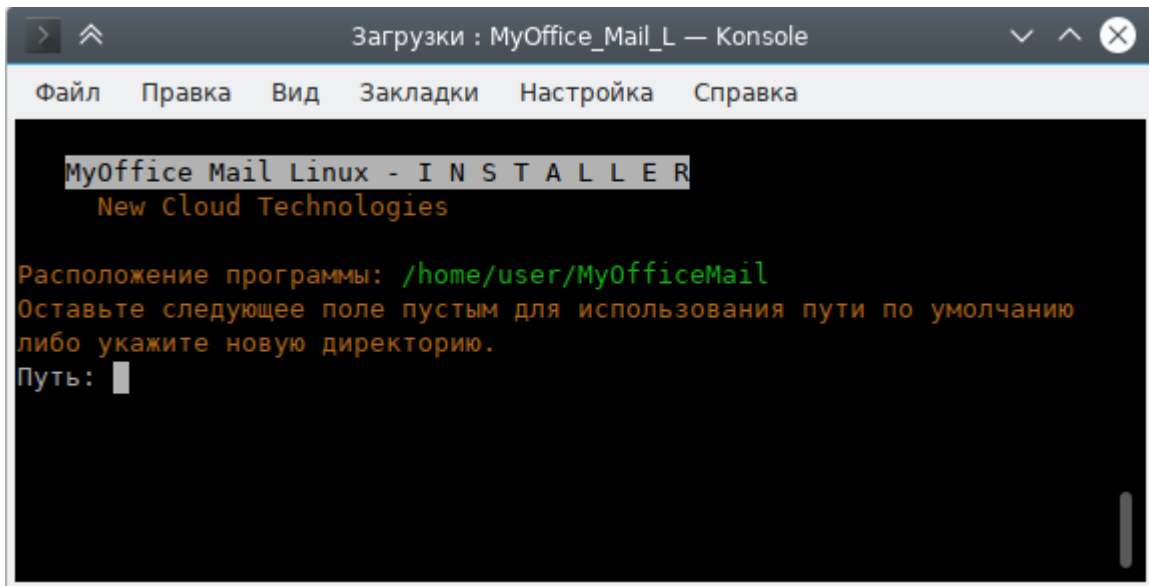 Загрузки : MyOffice_Mail_L — Konsole
Файл Правка Вид Закладки Настройка Справка
MyOffice Mail Linux - I N S T A L L E R
New Cloud Technologies
Расположение программы: /home/user/MyOfficeMail
Оставьте следующее поле пустым для использования пути по умолчанию
либо укажите новую директорию.
Путь: